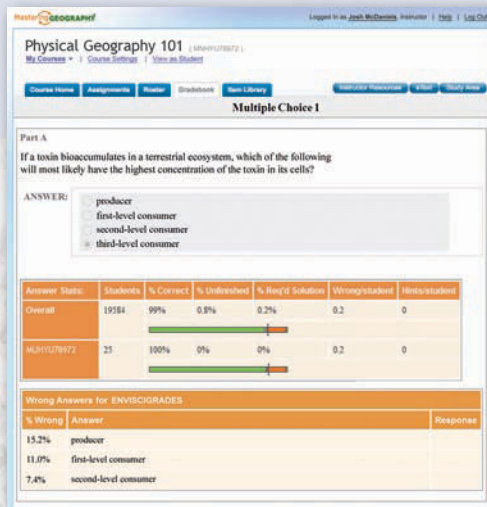 MasteringGEOGRAPHY
Logged in as Josh McDaniels, Instructor | Help | Log Out
Physical Geography 101 ( MNHYU78972 )
My Courses | Course Settings | View as Student
Course Home Assignments Roster Gradebook Item Library Instructor Resources eText Study Area
Multiple Choice I
Part A
If a toxin bioaccumulates in a terrestrial ecosystem, which of the following
will most likely have the highest concentration of the toxin in its cells?
ANSWER:
producer
first-level consumer
second-level consumer
third-level consumer
Answer Stats: Students % Correct % Unfinished % Req'd Solution Wrong/student Hints/student
Overall 19584 99% 0.8% 0.2% 0.2 0
MUHYU78972 25 100% 0% 0% 0.2 0
Wrong Answers for ENVISCIGRADES
% Wrong Answer Response
15.2% producer
11.0% first-level consumer
7.4% second-level consumer